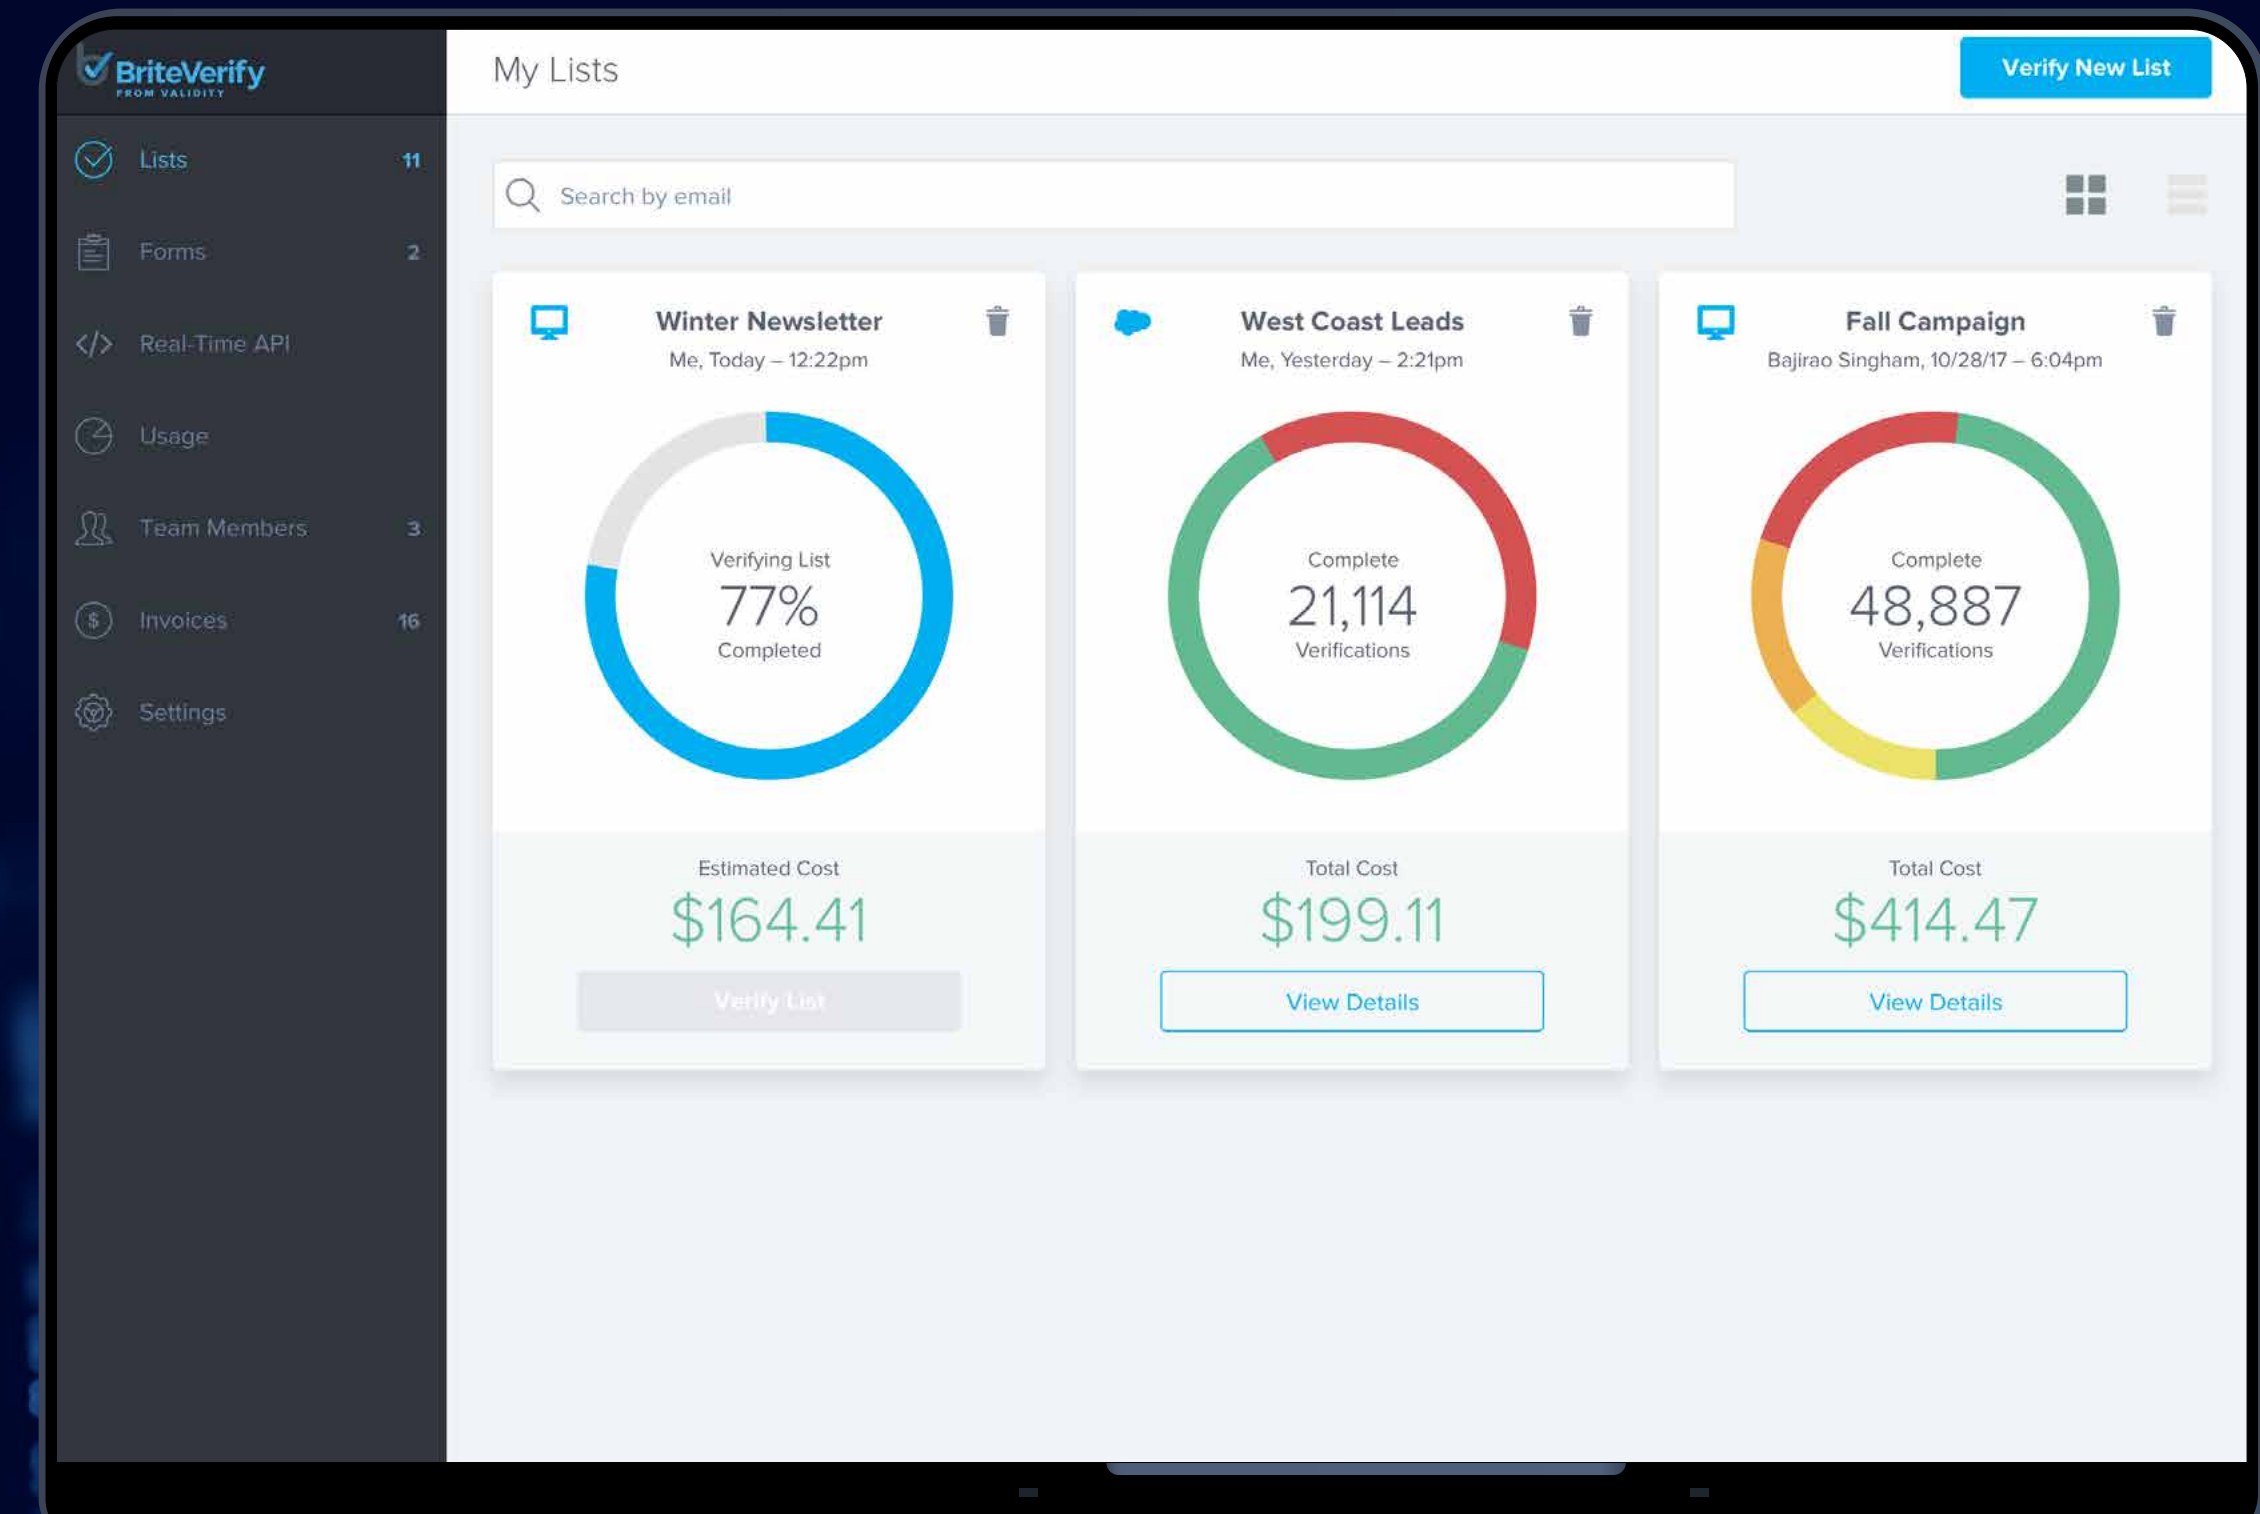 BriteVerify
FROM VALIDITY
Lists 11
Forms 2
</> Real-Time API
Usage
Team Members 3
$ Invoices 16
Settings
My Lists
Verify New List
Search by email
Winter Newsletter
Me, Today – 12:22pm
Verifying List
77%
Completed
Estimated Cost
$164.41
Verify List
West Coast Leads
Me, Yesterday – 2:21pm
Complete
21,114
Verifications
Total Cost
$199.11
View Details
Fall Campaign
Bajirao Singham, 10/28/17 – 6:04pm
Complete
48,887
Verifications
Total Cost
$414.47
View Details